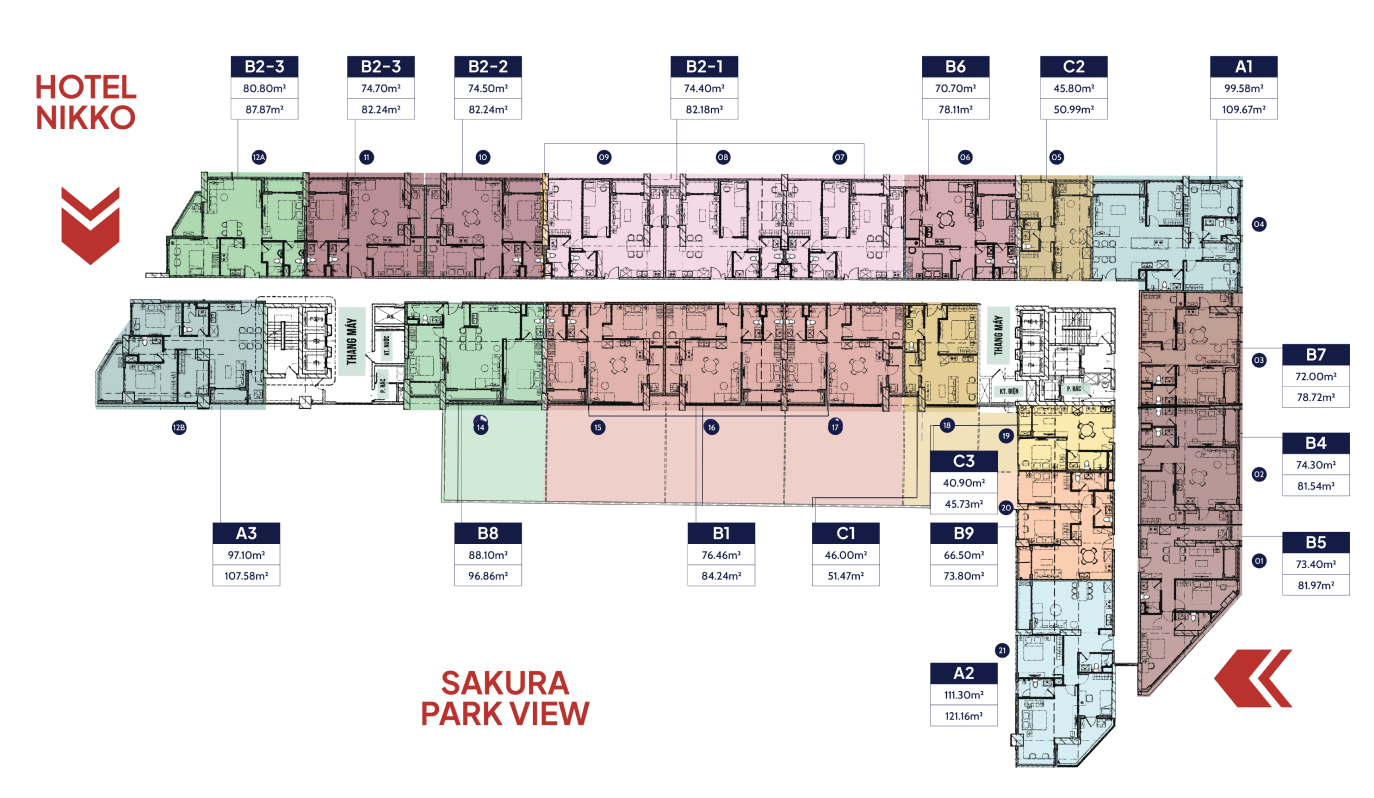 HOTEL
NIKKO
B2-3
80.80m²
87.87m²
B2-3
74.70m²
82.24m²
B2-2
74.50m²
82.24m²
B2-1
74.40m²
82.18m²
B6
70.70m²
78.11m²
C2
45.80m²
50.99m²
A1
99.58m²
109.67m²
12A
11
10
09
08
07
06
05
04
THANG MÁY
KT. NƯỚC
P. RÁC
THANG MÁY
KT. ĐIỆN
P. RÁC
03
B7
72.00m²
78.72m²
12B
14
15
16
17
18
19
B4
74.30m²
81.54m²
02
C3
40.90m²
45.73m²
20
A3
97.10m²
107.58m²
B8
88.10m²
96.86m²
B1
76.46m²
84.24m²
C1
46.00m²
51.47m²
B9
66.50m²
73.80m²
B5
73.40m²
81.97m²
01
21
A2
111.30m²
121.16m²
SAKURA
PARK VIEW